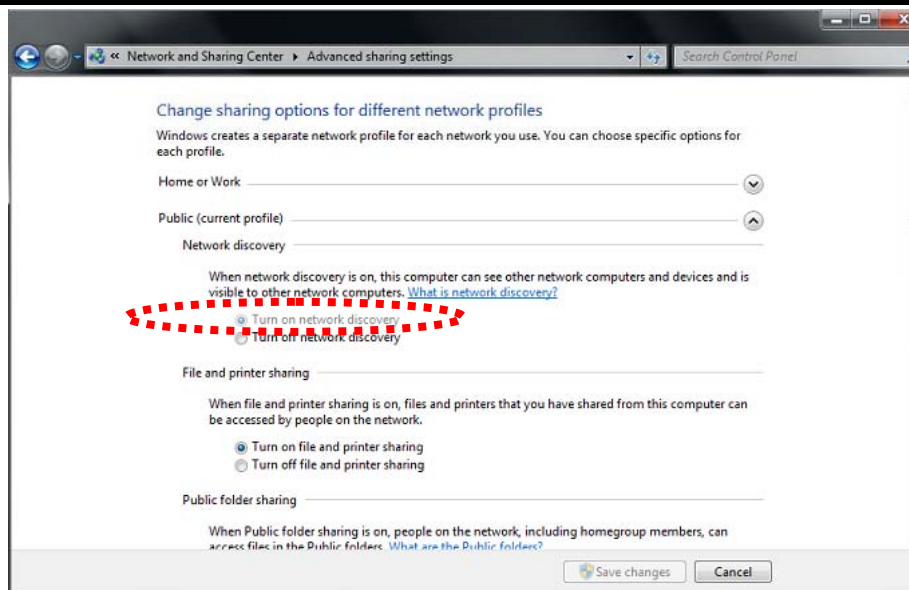 « Network and Sharing Center ▸ Advanced sharing settings
Search Control Panel
Change sharing options for different network profiles
Windows creates a separate network profile for each network you use. You can choose specific options for
each profile.
Home or Work
Public (current profile)
Network discovery
When network discovery is on, this computer can see other network computers and devices and is
visible to other network computers. What is network discovery?
Turn on network discovery
Turn off network discovery
File and printer sharing
When file and printer sharing is on, files and printers that you have shared from this computer can
be accessed by people on the network.
Turn on file and printer sharing
Turn off file and printer sharing
Public folder sharing
When Public folder sharing is on, people on the network, including homegroup members, can
access files in the Public folders. What are the Public folders?
Save changes
Cancel